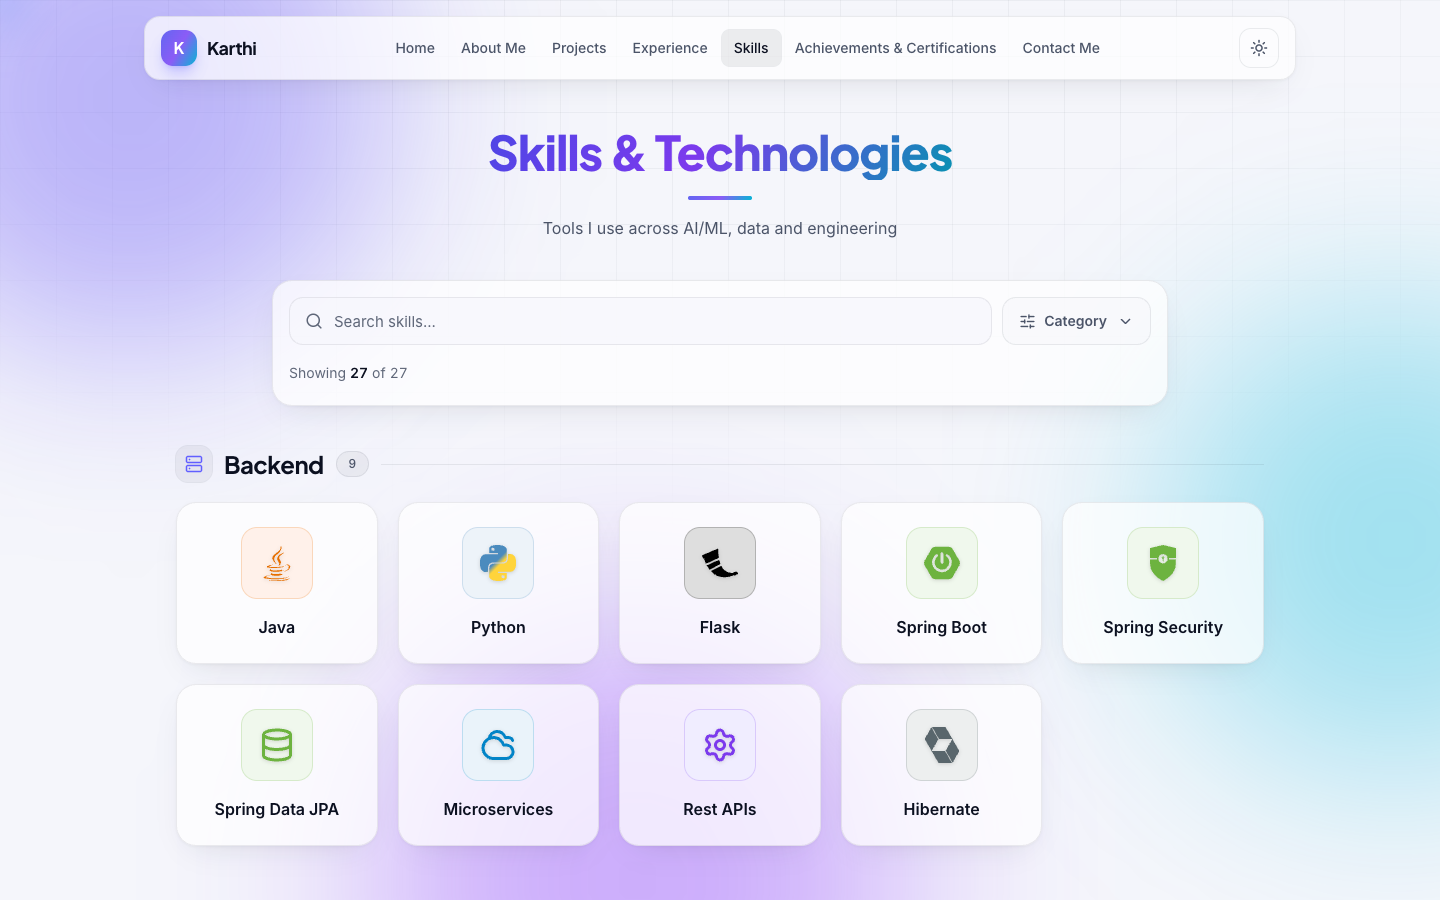 K Karthi Home About Me Projects Experience Skills Achievements & Certifications Contact Me
Skills & Technologies
Tools I use across AI/ML, data and engineering
Search skills... Category
Showing 27 of 27
Backend 9
Java Python Flask Spring Boot Spring Security
Spring Data JPA Microservices Rest APIs Hibernate